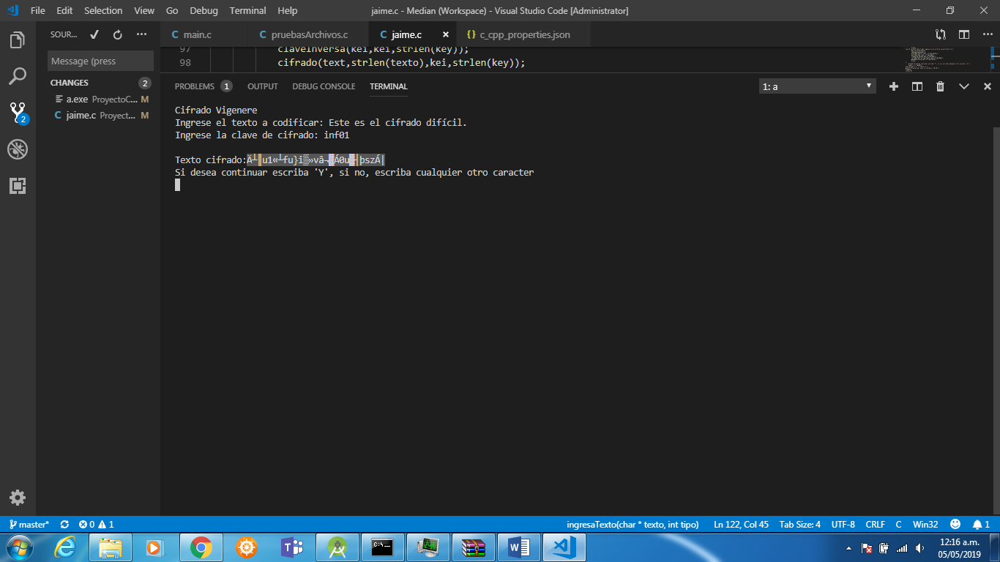 File Edit Selection View Go Debug Terminal Help jaime.c - Median (Workspace) - Visual Studio Code [Administrator]
SOUR... main.c pruebasArchivos.c jaime.c c_cpp_properties.json
Message (press
CHANGES 2
a.exe ProyectoC... M
jaime.c Proyect... M
97 claveInversa(kei,kei,strlen(key));
98 cifrado(text,strlen(texto),kei,strlen(key));
PROBLEMS 1 OUTPUT DEBUG CONSOLE TERMINAL 1: a
Cifrado Vigenere
Ingrese el texto a codificar: Este es el cifrado difícil.
Ingrese la clave de cifrado: inf01
Texto cifrado:
Si desea continuar escriba 'Y', si no, escriba cualquier otro caracter
2
master* 0 1 ingresaTexto(char * texto, int tipo) Ln 122, Col 45 Tab Size: 4 UTF-8 CRLF C Win32 1
12:16 a.m.
05/05/2019